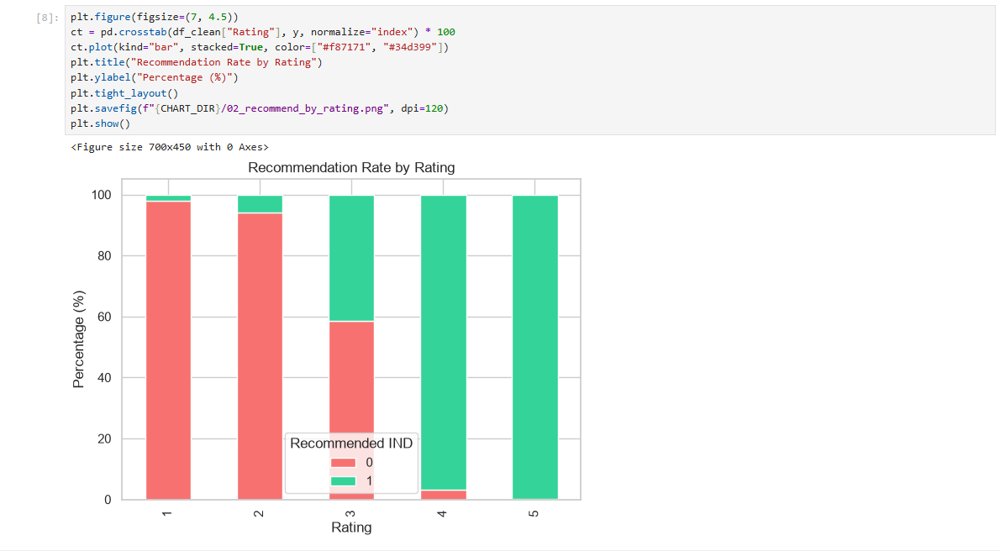 [8]: plt.figure(figsize=(7, 4.5))
ct = pd.crosstab(df_clean["Rating"], y, normalize="index") * 100
ct.plot(kind="bar", stacked=True, color=["#f87171", "#34d399"])
plt.title("Recommendation Rate by Rating")
plt.ylabel("Percentage (%)")
plt.tight_layout()
plt.savefig(f"{CHART_DIR}/02_recommend_by_rating.png", dpi=120)
plt.show()
<Figure size 700x450 with 0 Axes>
Recommendation Rate by Rating
100
80
60
40
20
0
Percentage (%)
Recommended IND
0
1
1 2 3 4 5
Rating